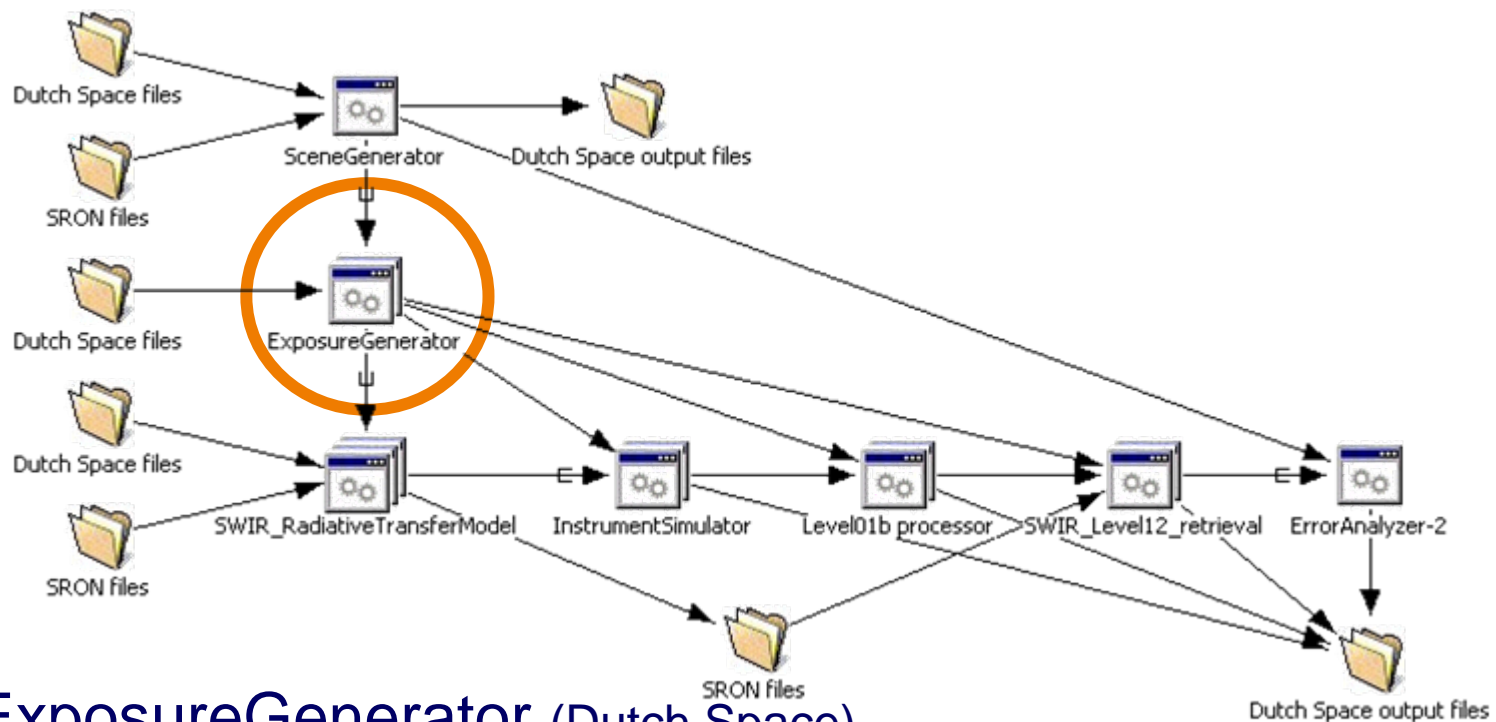 Dutch Space files
SceneGenerator
Dutch Space output files
SRON files
Dutch Space files
ExposureGenerator
Dutch Space files
SWIR_RadiativeTransferModel
InstrumentSimulator
Level01b processor
SWIR_Level12_retrieval
ErrorAnalyzer-2
SRON files
SRON files
Dutch Space output files
ExposureGenerator (Dutch Space)